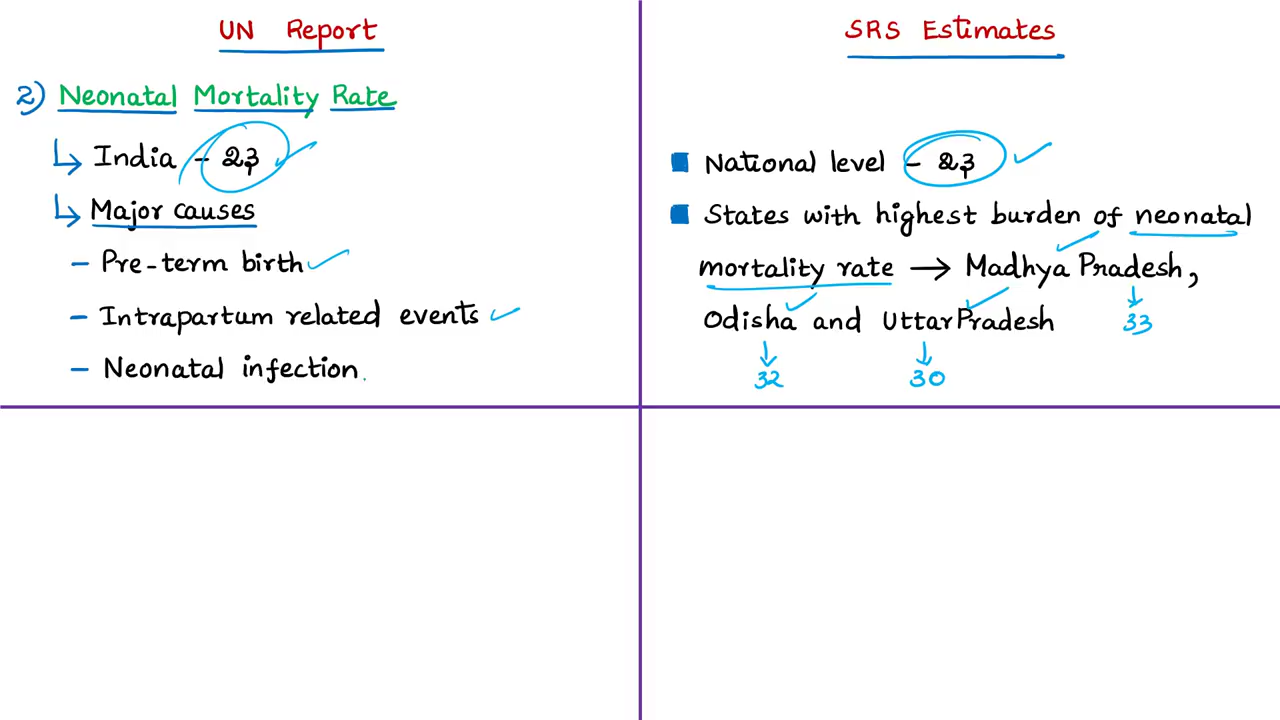 UN Report
2) Neonatal Mortality Rate
India - 23
Major causes
- Pre-term birth
- Intrapartum related events
- Neonatal infection
SRS Estimates
National level - 23
States with highest burden of neonatal
mortality rate → Madhya Pradesh,
33
Odisha and Uttar Pradesh
32 30